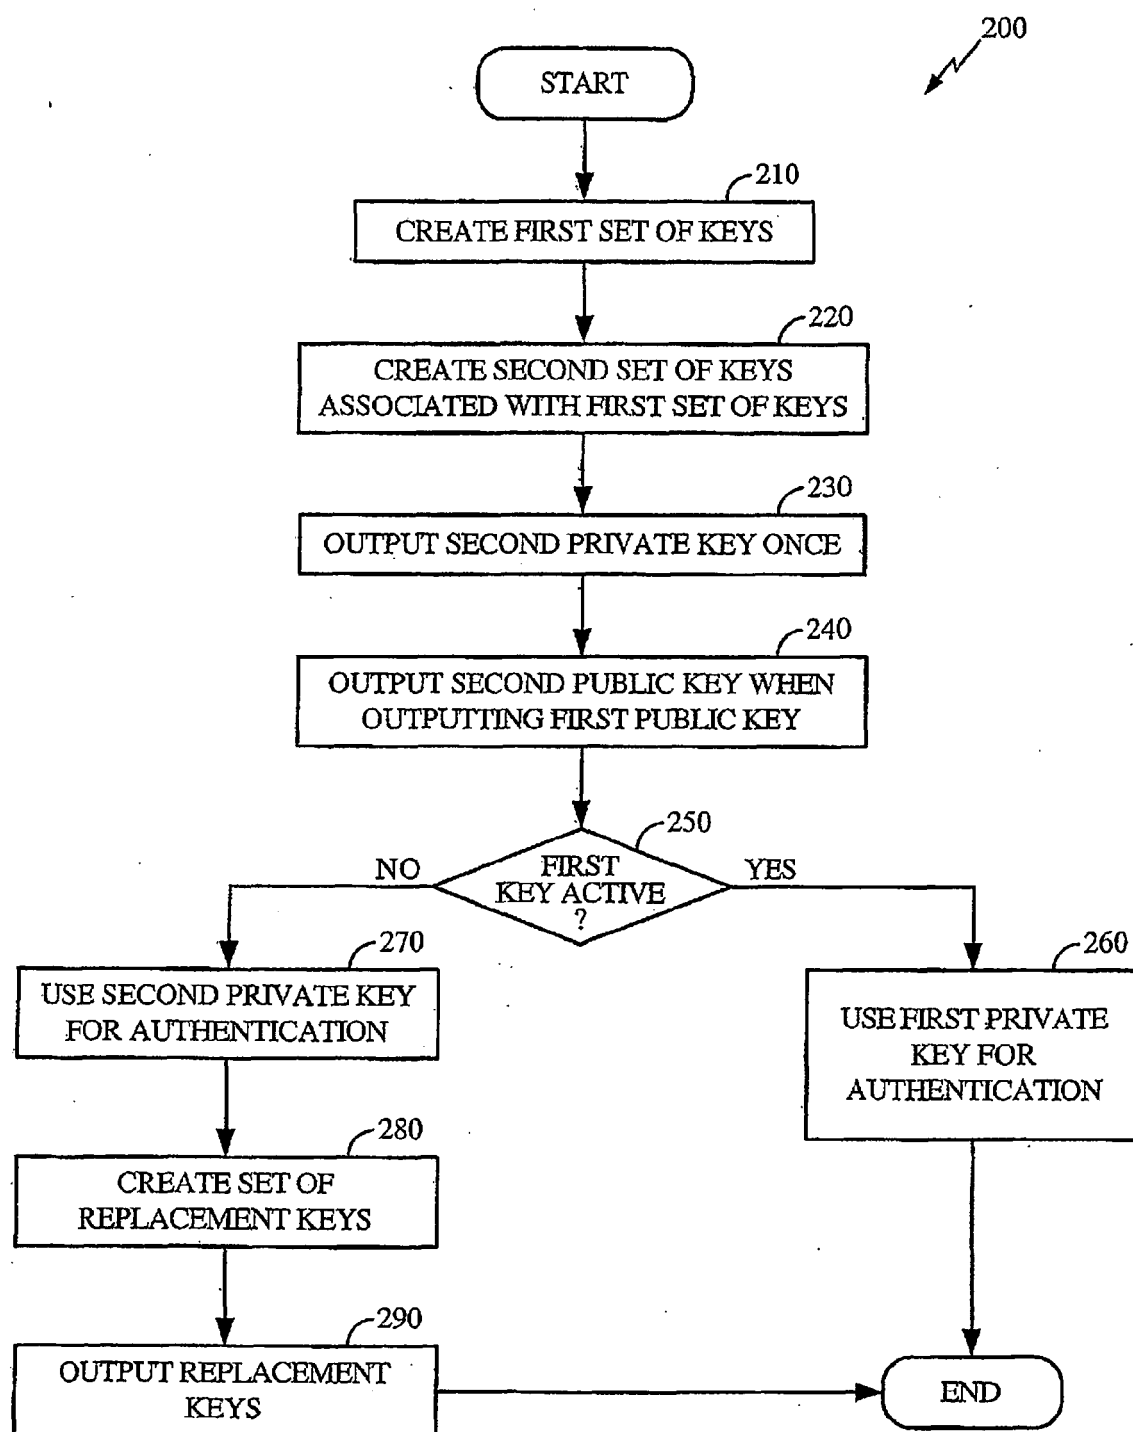 200
START
210
CREATE FIRST SET OF KEYS
220
CREATE SECOND SET OF KEYS
ASSOCIATED WITH FIRST SET OF KEYS
230
OUTPUT SECOND PRIVATE KEY ONCE
240
OUTPUT SECOND PUBLIC KEY WHEN
OUTPUTTING FIRST PUBLIC KEY
250
NO
FIRST
KEY ACTIVE
?
YES
270
USE SECOND PRIVATE KEY
FOR AUTHENTICATION
260
USE FIRST PRIVATE
KEY FOR
AUTHENTICATION
280
CREATE SET OF
REPLACEMENT KEYS
290
OUTPUT REPLACEMENT
KEYS
END